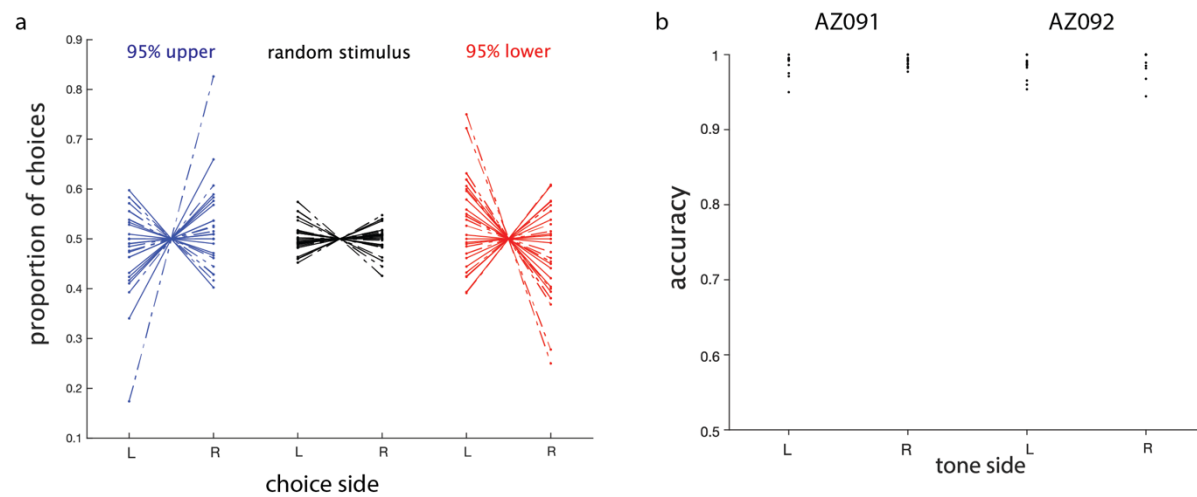 a
95% upper
random stimulus
95% lower
proportion of choices
0.9
0.8
0.7
0.6
0.5
0.4
0.3
0.2
0.1
L
R
L
R
L
R
choice side
b
AZ091
AZ092
accuracy
1
0.9
0.8
0.7
0.6
0.5
L
R
L
R
tone side